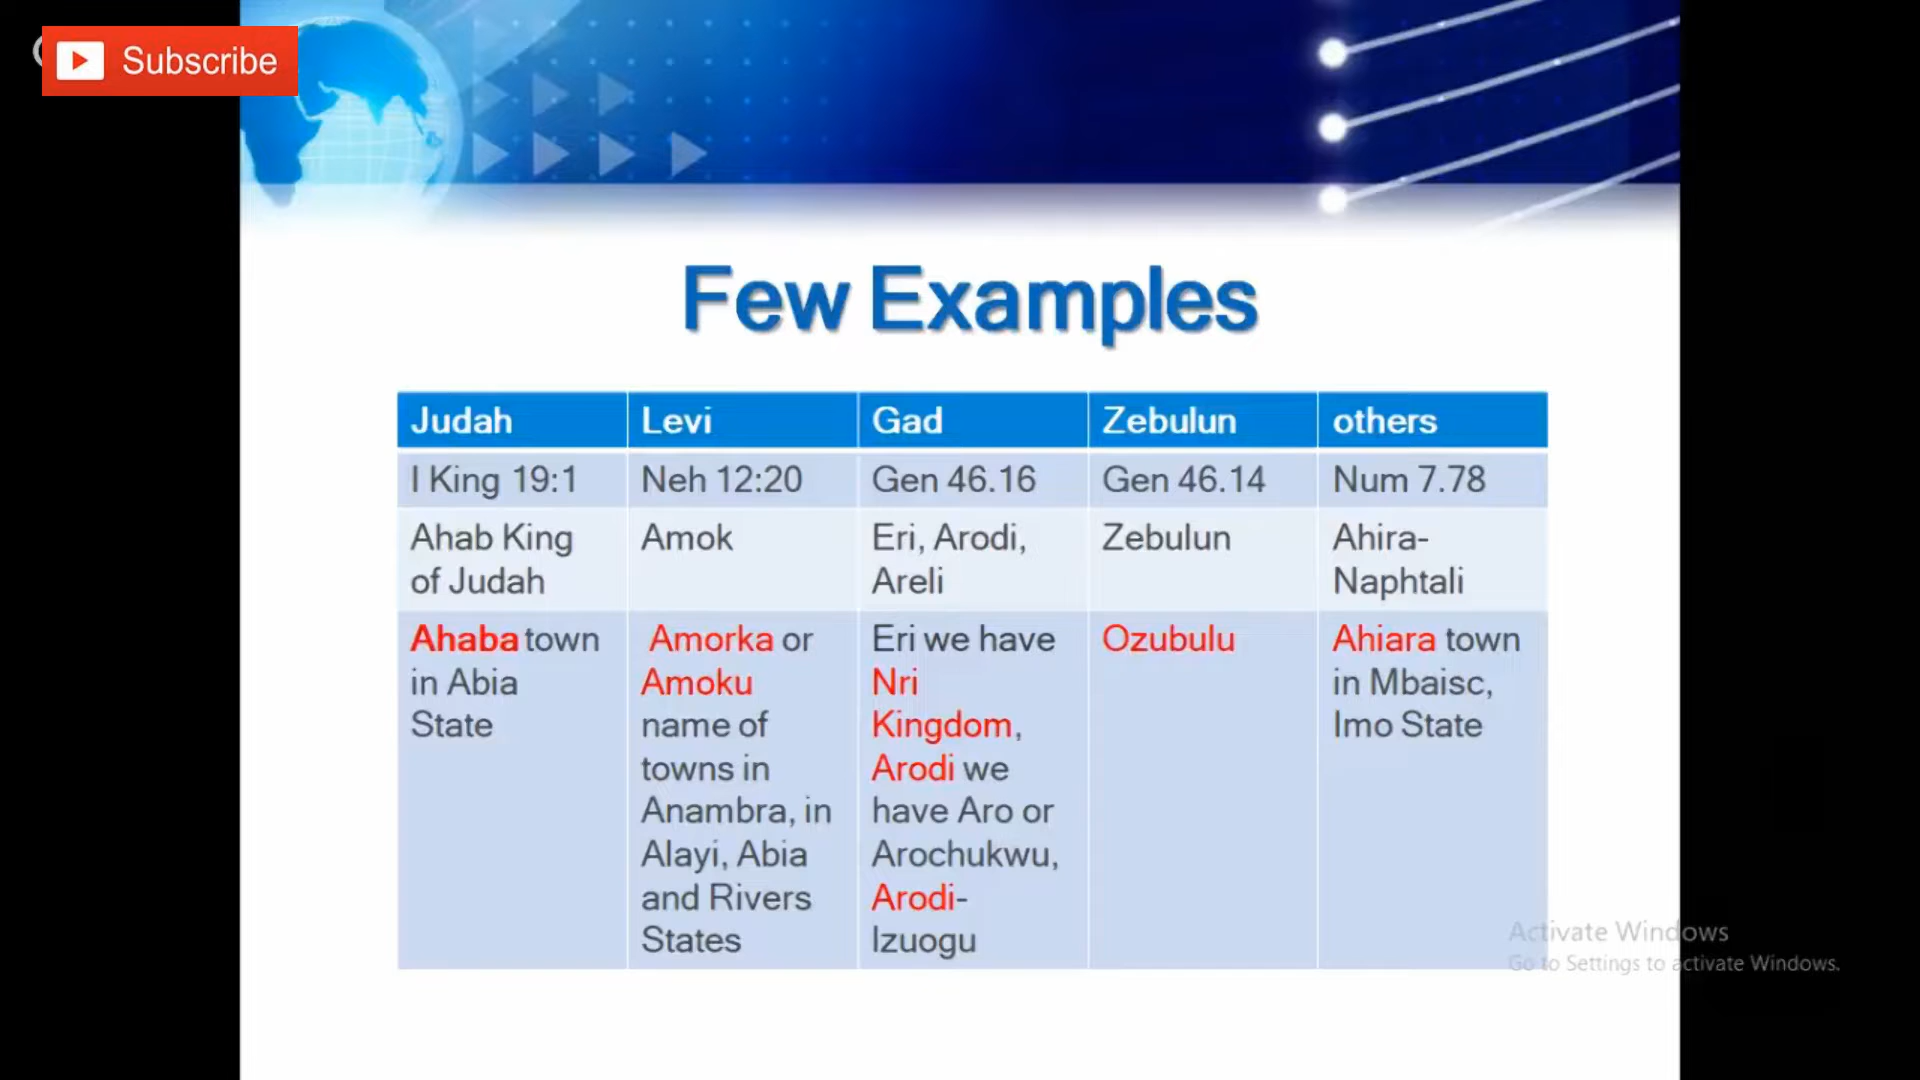 Subscribe
Few Examples
Judah
Levi
Gad
Zebulun
others
I King 19:1
Neh 12:20
Gen 46.16
Gen 46.14
Num 7.78
Ahab King
of Judah
Amok
Eri, Arodi,
Areli
Zebulun
Ahira-
Naphtali
Ahaba town
in Abia
State
Amorka or
Amoku
name of
towns in
Anambra, in
Alayi, Abia
and Rivers
States
Eri we have
Nri
Kingdom,
Arodi we
have Aro or
Arochukwu,
Arodi-
Izuogu
Ozubulu
Ahiara town
in Mbaisc,
Imo State
Activate Windows
Go to Settings to activate Windows.